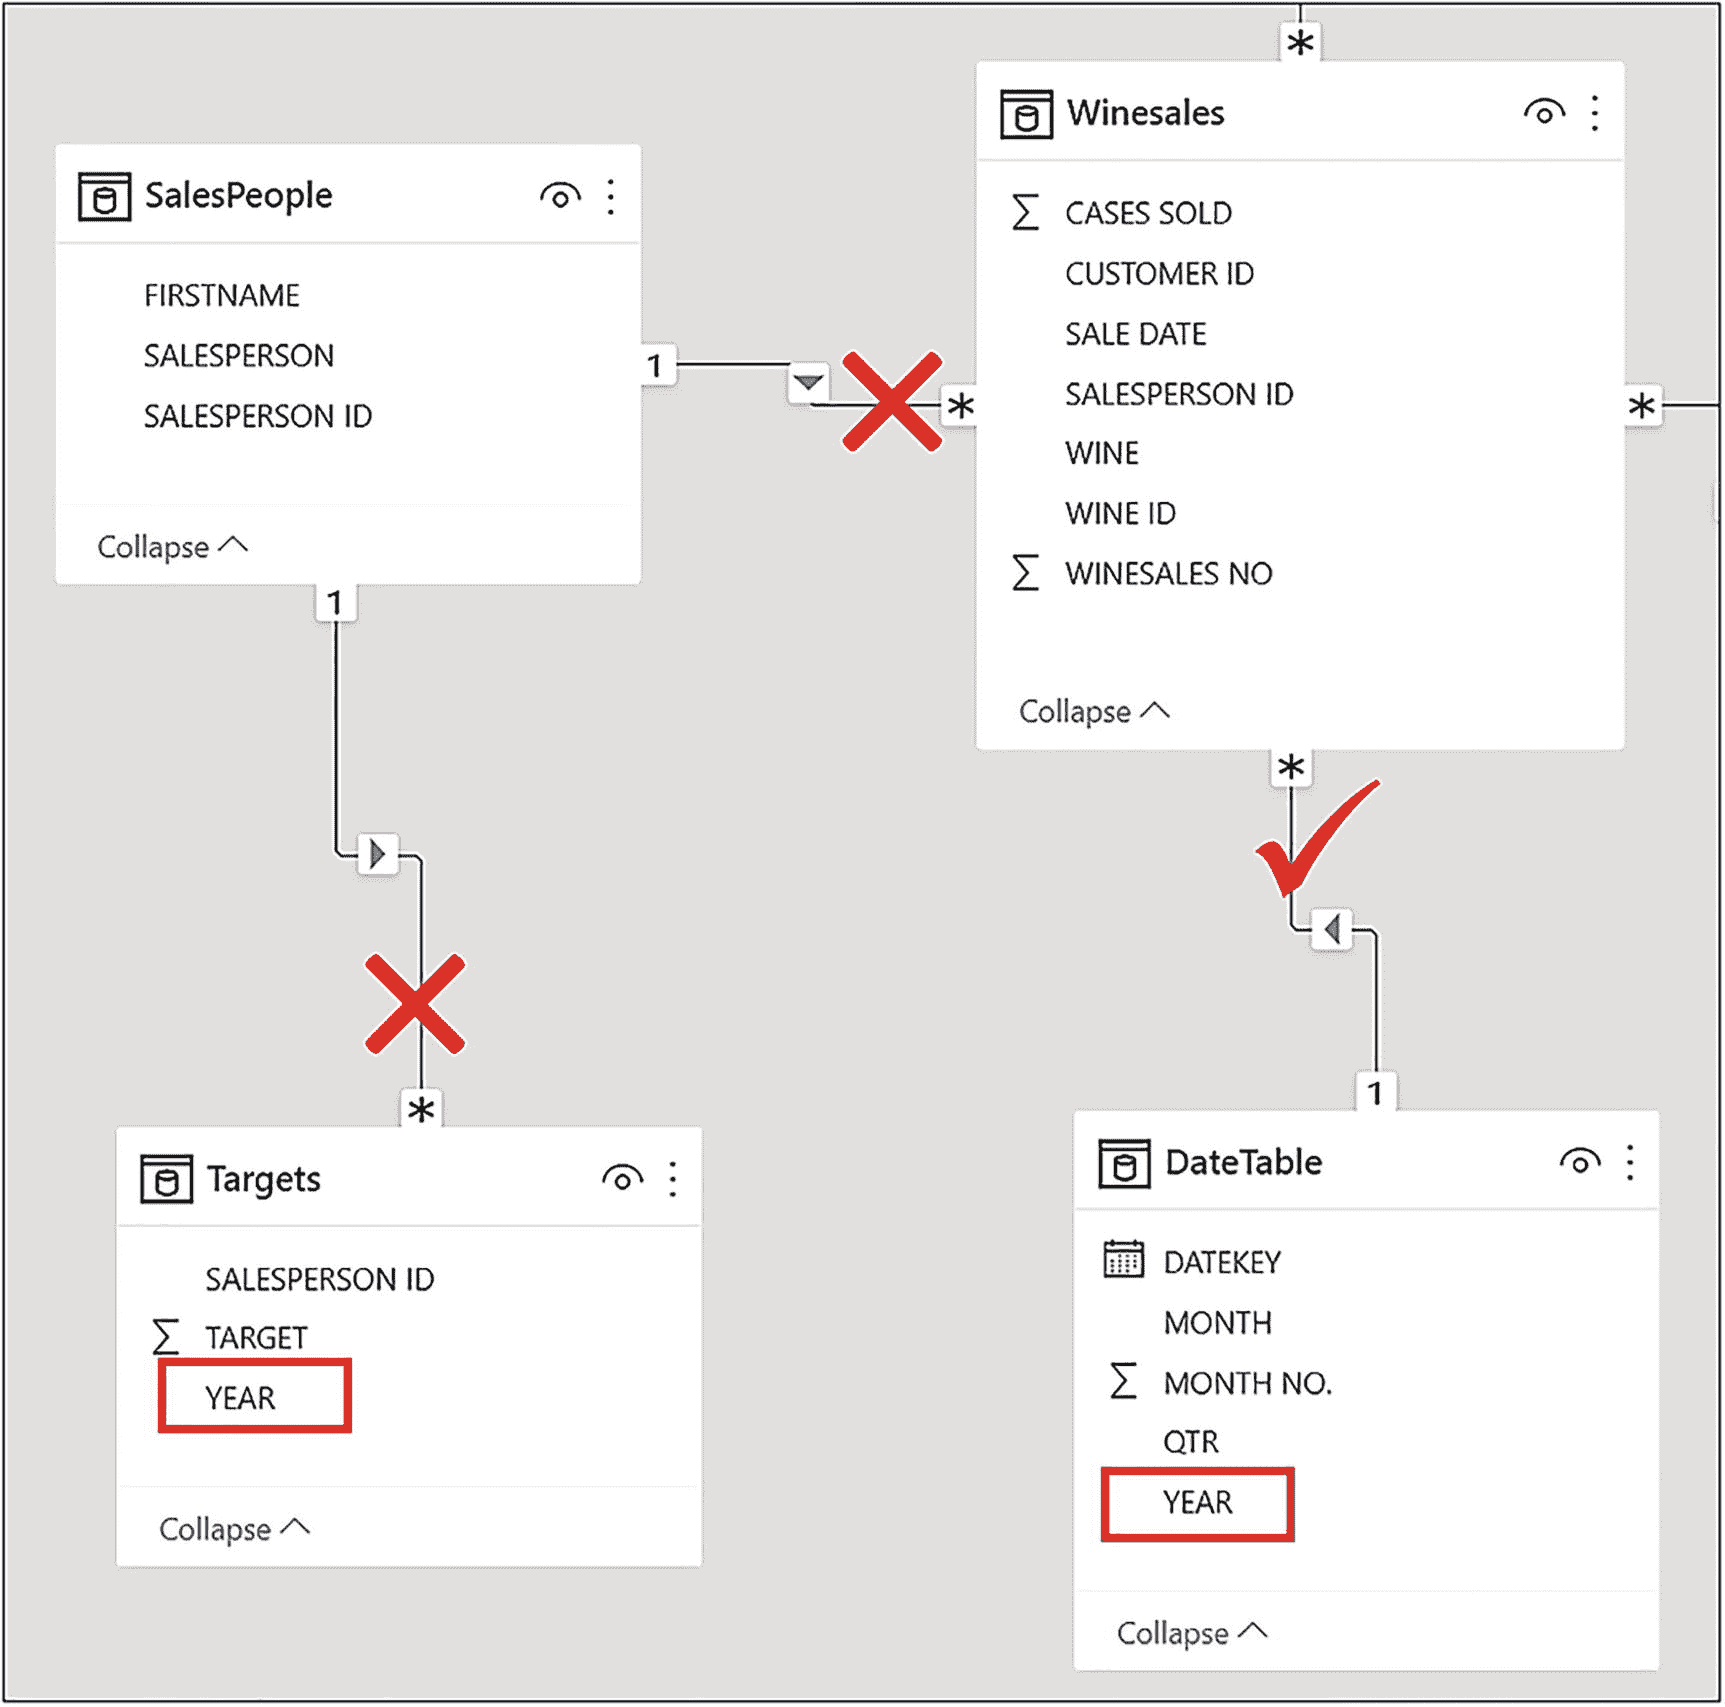 *
Winesales
CASES SOLD
CUSTOMER ID
SALE DATE
SALESPERSON ID
WINE
WINE ID
WINESALES NO
Collapse
SalesPeople
FIRSTNAME
SALESPERSON
SALESPERSON ID
Collapse
1
*
*
1
*
*
1
Targets
SALESPERSON ID
TARGET
YEAR
Collapse
DateTable
DATEKEY
MONTH
MONTH NO.
QTR
YEAR
Collapse